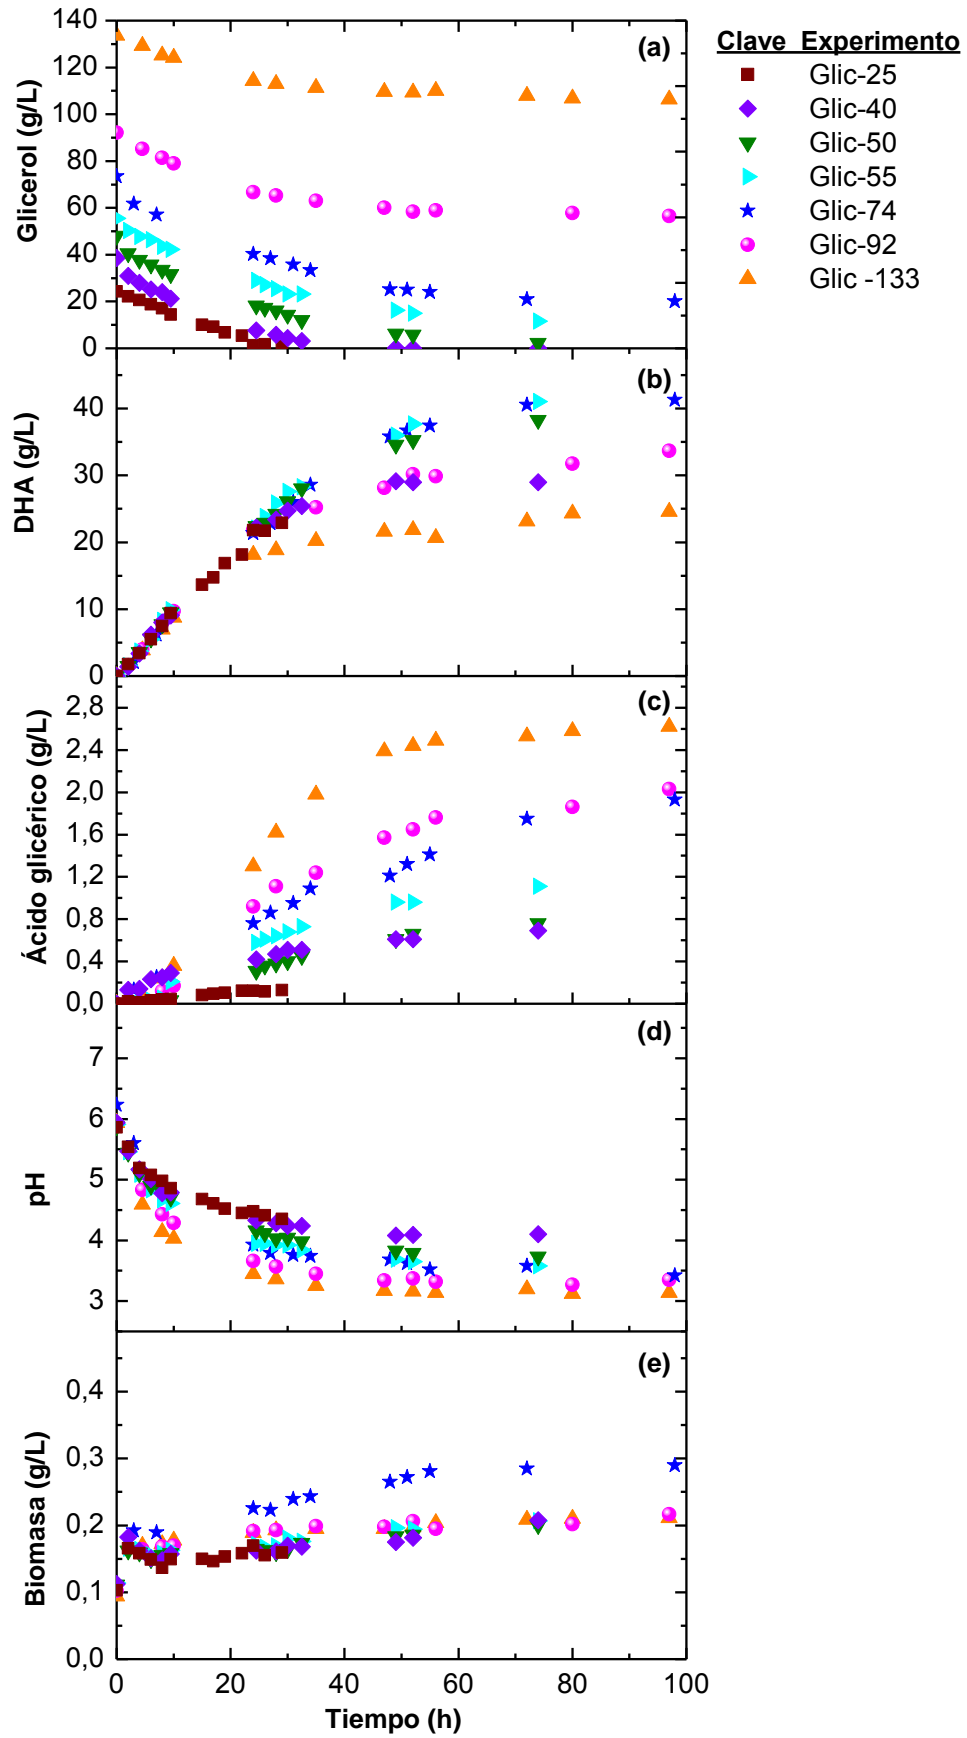 Clave Experimento
Glic-25
Glic-40
Glic-50
Glic-55
Glic-74
Glic-92
Glic -133
(a)
Glicerol (g/L)
140
120
100
80
60
40
20
0
(b)
DHA (g/L)
40
30
20
10
0
(c)
Ácido glicérico (g/L)
2,8
2,4
2,0
1,6
1,2
0,8
0,4
0,0
(d)
pH
7
6
5
4
3
(e)
Biomasa (g/L)
0,4
0,3
0,2
0,1
0,0
0 20 40 60 80 100
Tiempo (h)